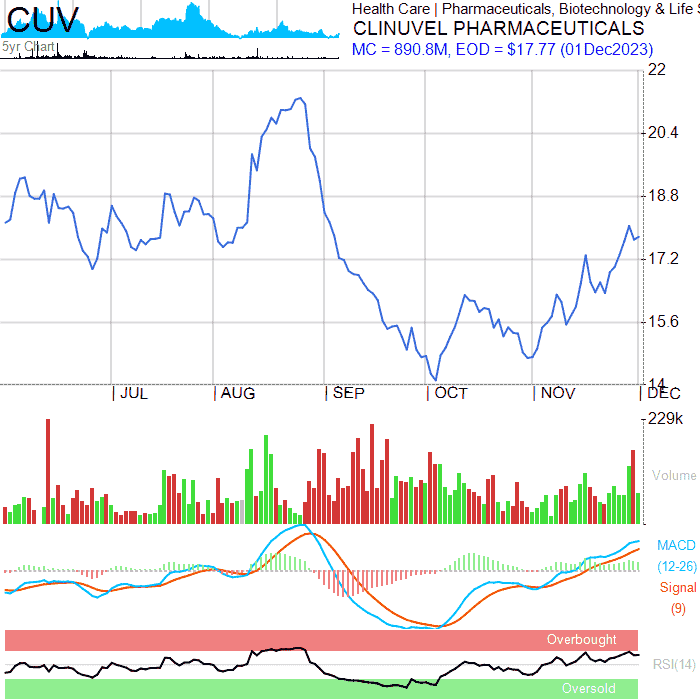 CUV
5yr Chart
Health Care | Pharmaceuticals, Biotechnology & Life S
CLINUVEL PHARMACEUTICALS
MC = 890.8M, EOD = $17.77 (01Dec2023)
22
20.4
18.8
17.2
15.6
14
JUL
AUG
SEP
OCT
NOV
DEC
229k
Volume
MACD
(12-26)
Signal
(9)
Overbought
RSI(14)
Oversold